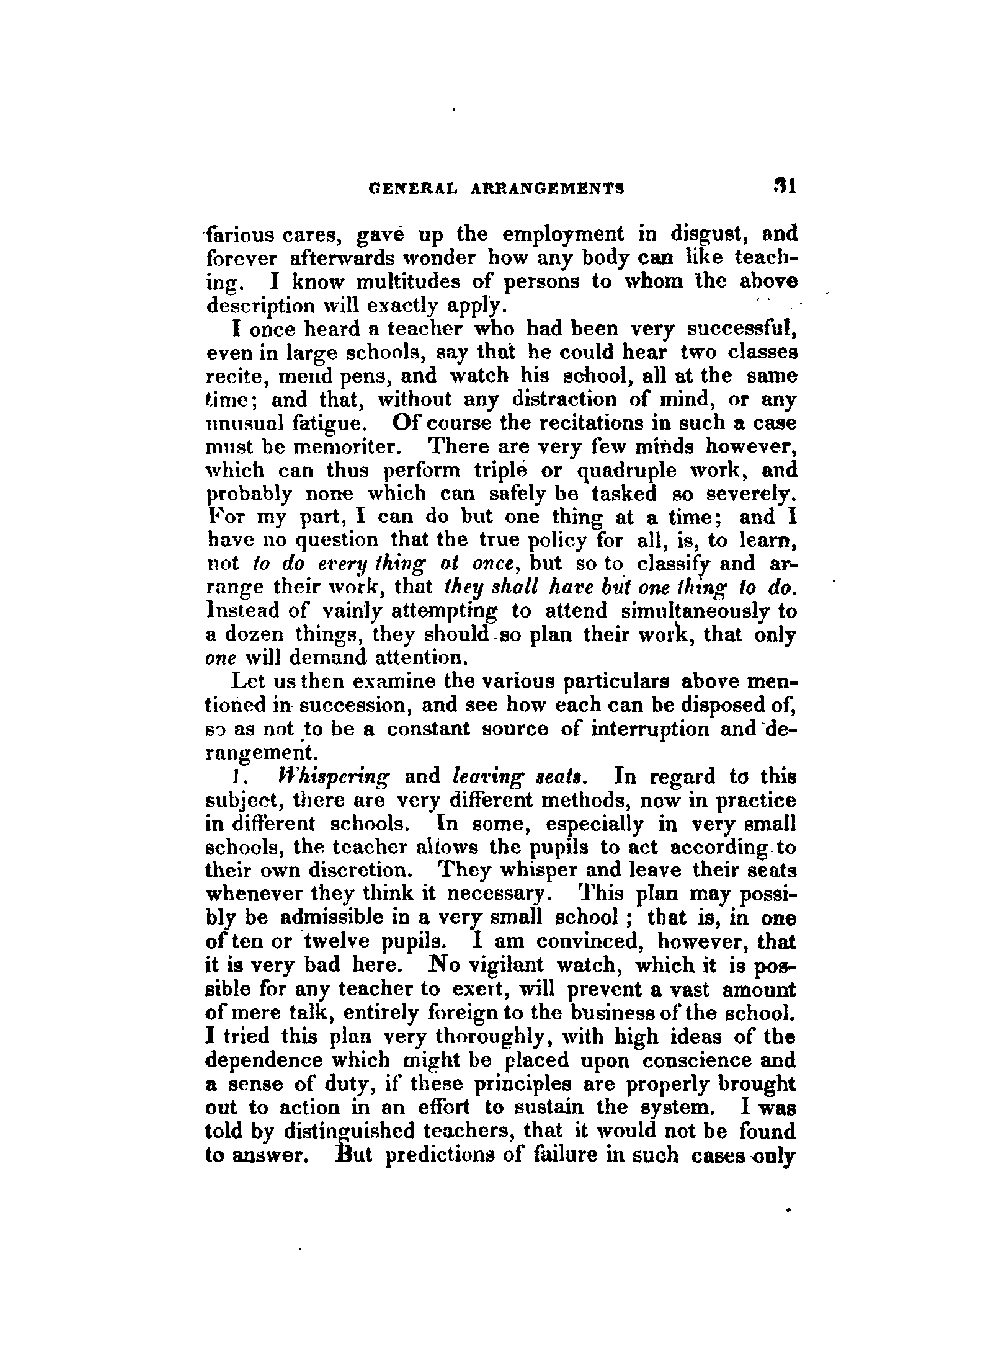 GENERAL ARRANGEMENTS 31
farious cares, gave up the employment in disgust, and
forever afterwards wonder how any body can like teach-
ing. I know multitudes of persons to whom the above
description will exactly apply.
I once heard a teacher who had been very successful,
even in large schools, say that he could hear two classes
recite, mend pens, and watch his school, all at the same
time; and that, without any distraction of mind, or any
unusual fatigue. Of course the recitations in such a case
must be memoriter. There are very few minds however,
which can thus perform triple or quadruple work, and
probably none which can safely be tasked so severely.
For my part, I can do but one thing at a time; and I
have no question that the true policy for all, is, to learn,
not to do every thing at once, but so to classify and ar-
range their work, that they shall have but one thing to do.
Instead of vainly attempting to attend simultaneously to
a dozen things, they should so plan their work, that only
one will demand attention.
Let us then examine the various particulars above men-
tioned in succession, and see how each can be disposed of,
so as not to be a constant source of interruption and de-
rangement.
1. Whispering and leaving seats. In regard to this
subject, there are very different methods, now in practice
in different schools. In some, especially in very small
schools, the teacher allows the pupils to act according to
their own discretion. They whisper and leave their seats
whenever they think it necessary. This plan may possi-
bly be admissible in a very small school; that is, in one
of ten or twelve pupils. I am convinced, however, that
it is very bad here. No vigilant watch, which it is pos-
sible for any teacher to exert, will prevent a vast amount
of mere talk, entirely foreign to the business of the school.
I tried this plan very thoroughly, with high ideas of the
dependence which might be placed upon conscience and
a sense of duty, if these principles are properly brought
out to action in an effort to sustain the system. I was
told by distinguished teachers, that it would not be found
to answer. But predictions of failure in such cases only